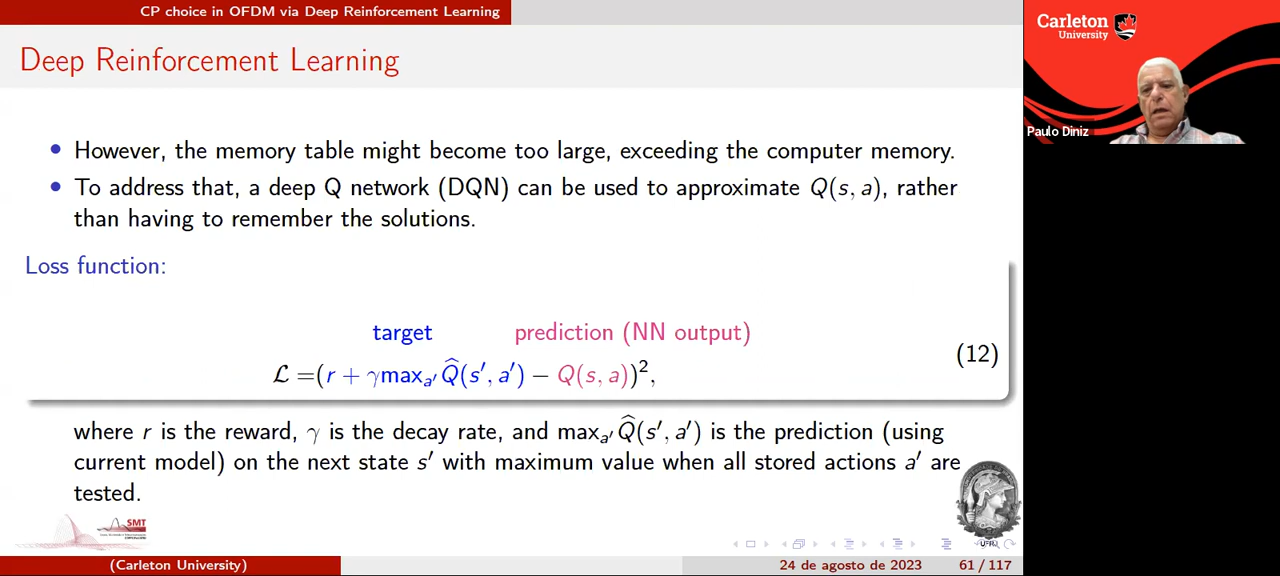 CP choice in OFDM via Deep Reinforcement Learning
Deep Reinforcement Learning
However, the memory table might become too large, exceeding the computer memory.
To address that, a deep Q network (DQN) can be used to approximate Q(s, a), rather
than having to remember the solutions.
Loss function:
target prediction (NN output)
ℒ =(r + γmaxₐ′ Q̂(s′, a′) − Q(s, a))²,
(12)
where r is the reward, γ is the decay rate, and maxₐ′ Q̂(s′, a′) is the prediction (using
current model) on the next state s′ with maximum value when all stored actions a′ are
tested.
SMT
UFRJ
(Carleton University)
24 de agosto de 2023
61 / 117
Carleton
University
Paulo Diniz